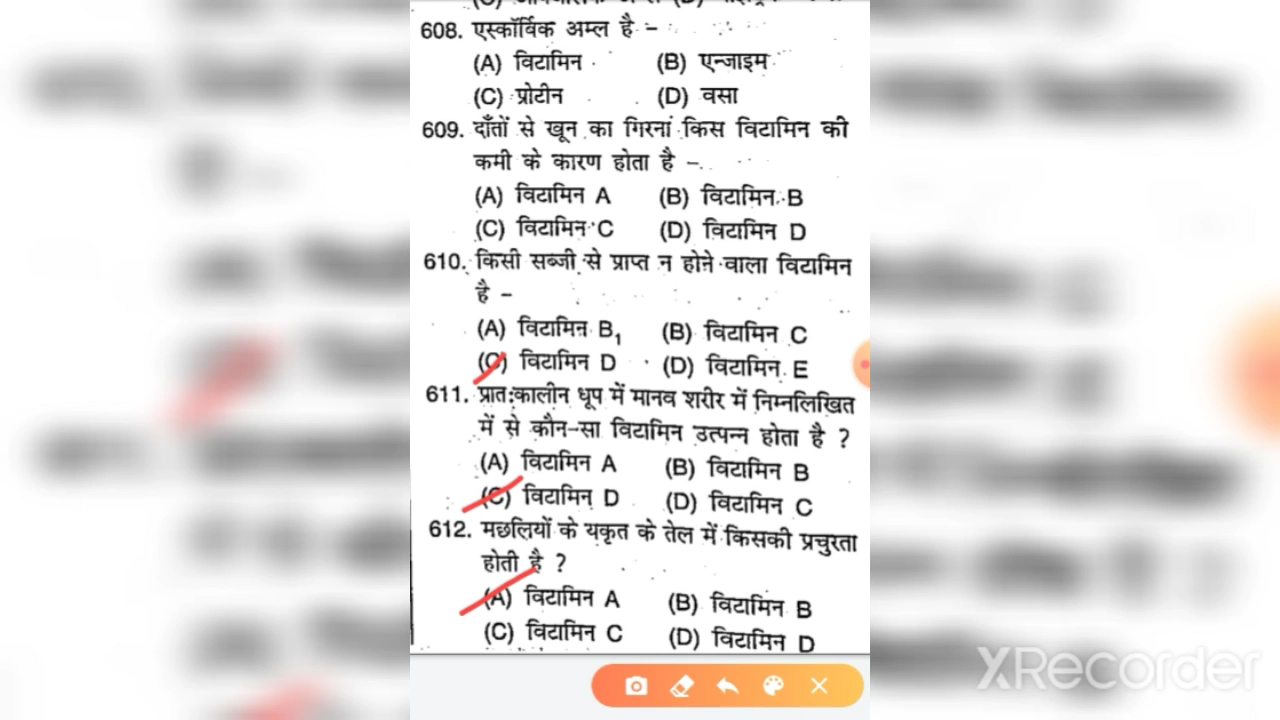 608. एस्कॉर्बिक अम्ल है –
(A) विटामिन (B) एन्जाइम
(C) प्रोटीन (D) वसा
609. दाँतों से खून का गिरना किस विटामिन की
कमी के कारण होता है –
(A) विटामिन A (B) विटामिन B
(C) विटामिन C (D) विटामिन D
610. किसी सब्जी से प्राप्त न होने वाला विटामिन
है –
(A) विटामिन B₁ (B) विटामिन C
(C) विटामिन D (D) विटामिन E
611. प्रातःकालीन धूप में मानव शरीर में निम्नलिखित
में से कौन-सा विटामिन उत्पन्न होता है ?
(A) विटामिन A (B) विटामिन B
(C) विटामिन D (D) विटामिन C
612. मछलियों के यकृत के तेल में किसकी प्रचुरता
होती है ?
(A) विटामिन A (B) विटामिन B
(C) विटामिन C (D) विटामिन D
XRecorder